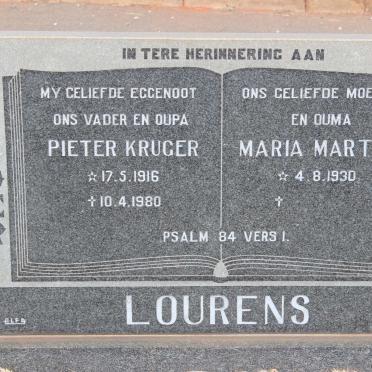 IN TERE HERINNERING AAN
MY GELIEFDE EGGENOOT
ONS VADER EN OUPA
PIETER KRUGER
☆ 17.5.1916
✝ 10.4.1980
ONS GELIEFDE MOE
EN OUMA
MARIA MART
☆ 4.8.1930
✝
PSALM 84 VERS 1.
LOURENS